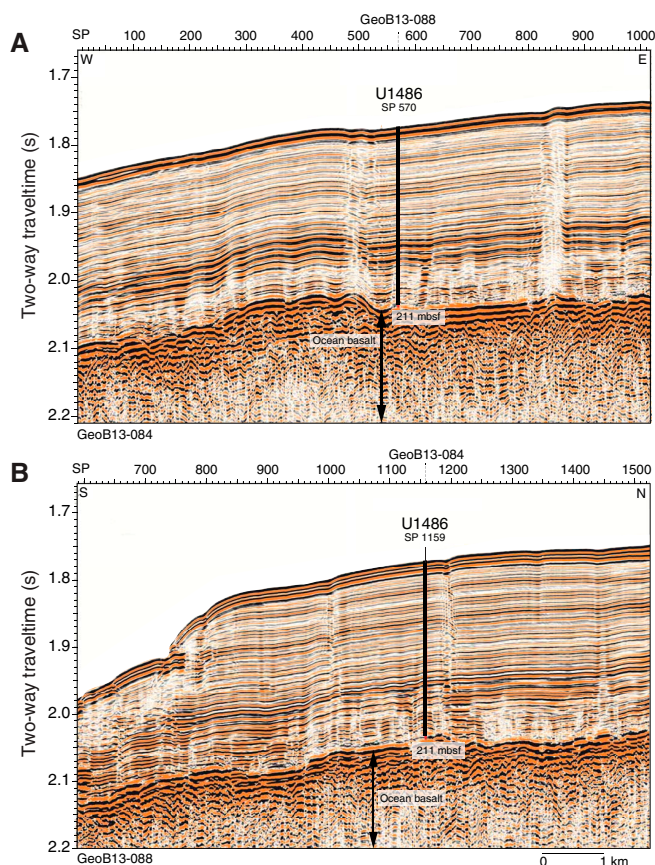 GeoB13-088
A
SP 100 200 300 400 500 600 700 800 900 1000
W E
1.7
U1486
SP 570
1.8
1.9
2.0
211 mbsf
Ocean basalt
2.1
2.2
Two-way traveltime (s)
GeoB13-084
GeoB13-084
B
SP 700 800 900 1000 1100 1200 1300 1400 1500
S N
1.7
U1486
SP 1159
1.8
1.9
2.0
211 mbsf
2.1
Ocean basalt
2.2
Two-way traveltime (s)
GeoB13-088
0 1 km